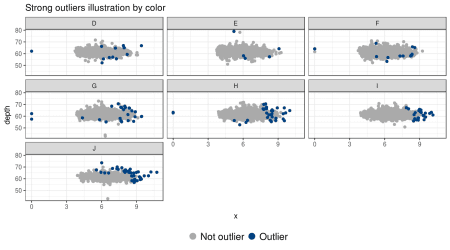 Strong outliers illustration by color
D E F
80
70
60
50
G H I
80
70
60
50
J
80
70
60
50
depth
0 3 6 9 0 3 6 9 0 3 6 9
x
Not outlier Outlier